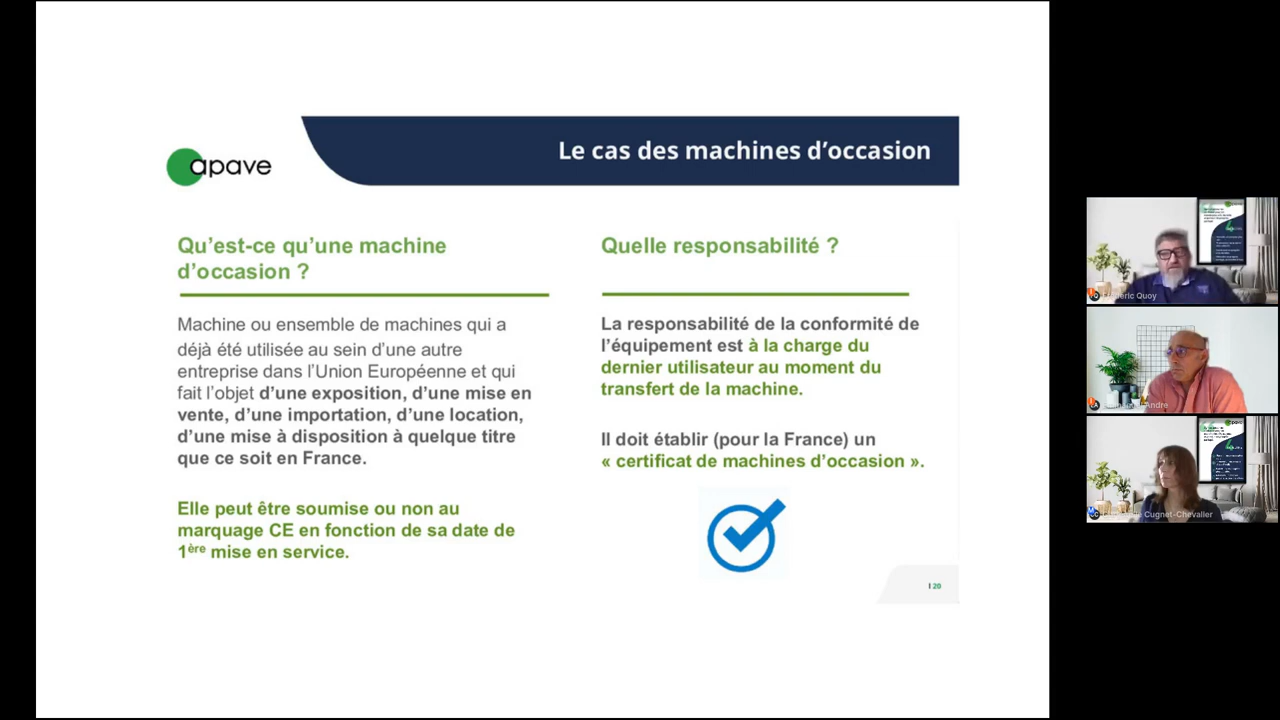 apave
Le cas des machines d’occasion
Qu’est-ce qu’une machine
d’occasion ?
Machine ou ensemble de machines qui a
déjà été utilisée au sein d’une autre
entreprise dans l’Union Européenne et qui
fait l’objet d’une exposition, d’une mise en
vente, d’une importation, d’une location,
d’une mise à disposition à quelque titre
que ce soit en France.
Elle peut être soumise ou non au
marquage CE en fonction de sa date de
1ère mise en service.
Quelle responsabilité ?
La responsabilité de la conformité de
l’équipement est à la charge du
dernier utilisateur au moment du
transfert de la machine.
Il doit établir (pour la France) un
« certificat de machines d’occasion ».
I 20
Quoy
Andre
Cugnet-Chevalier